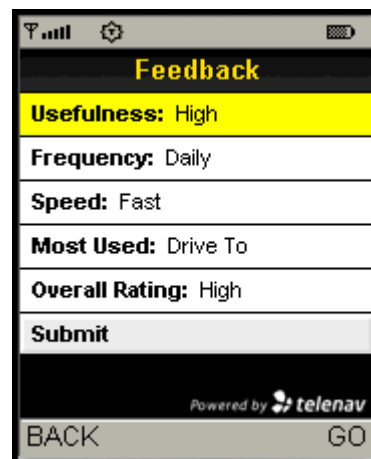 Feedback
Usefulness: High
Frequency: Daily
Speed: Fast
Most Used: Drive To
Overall Rating: High
Submit
Powered by telenav
BACK GO